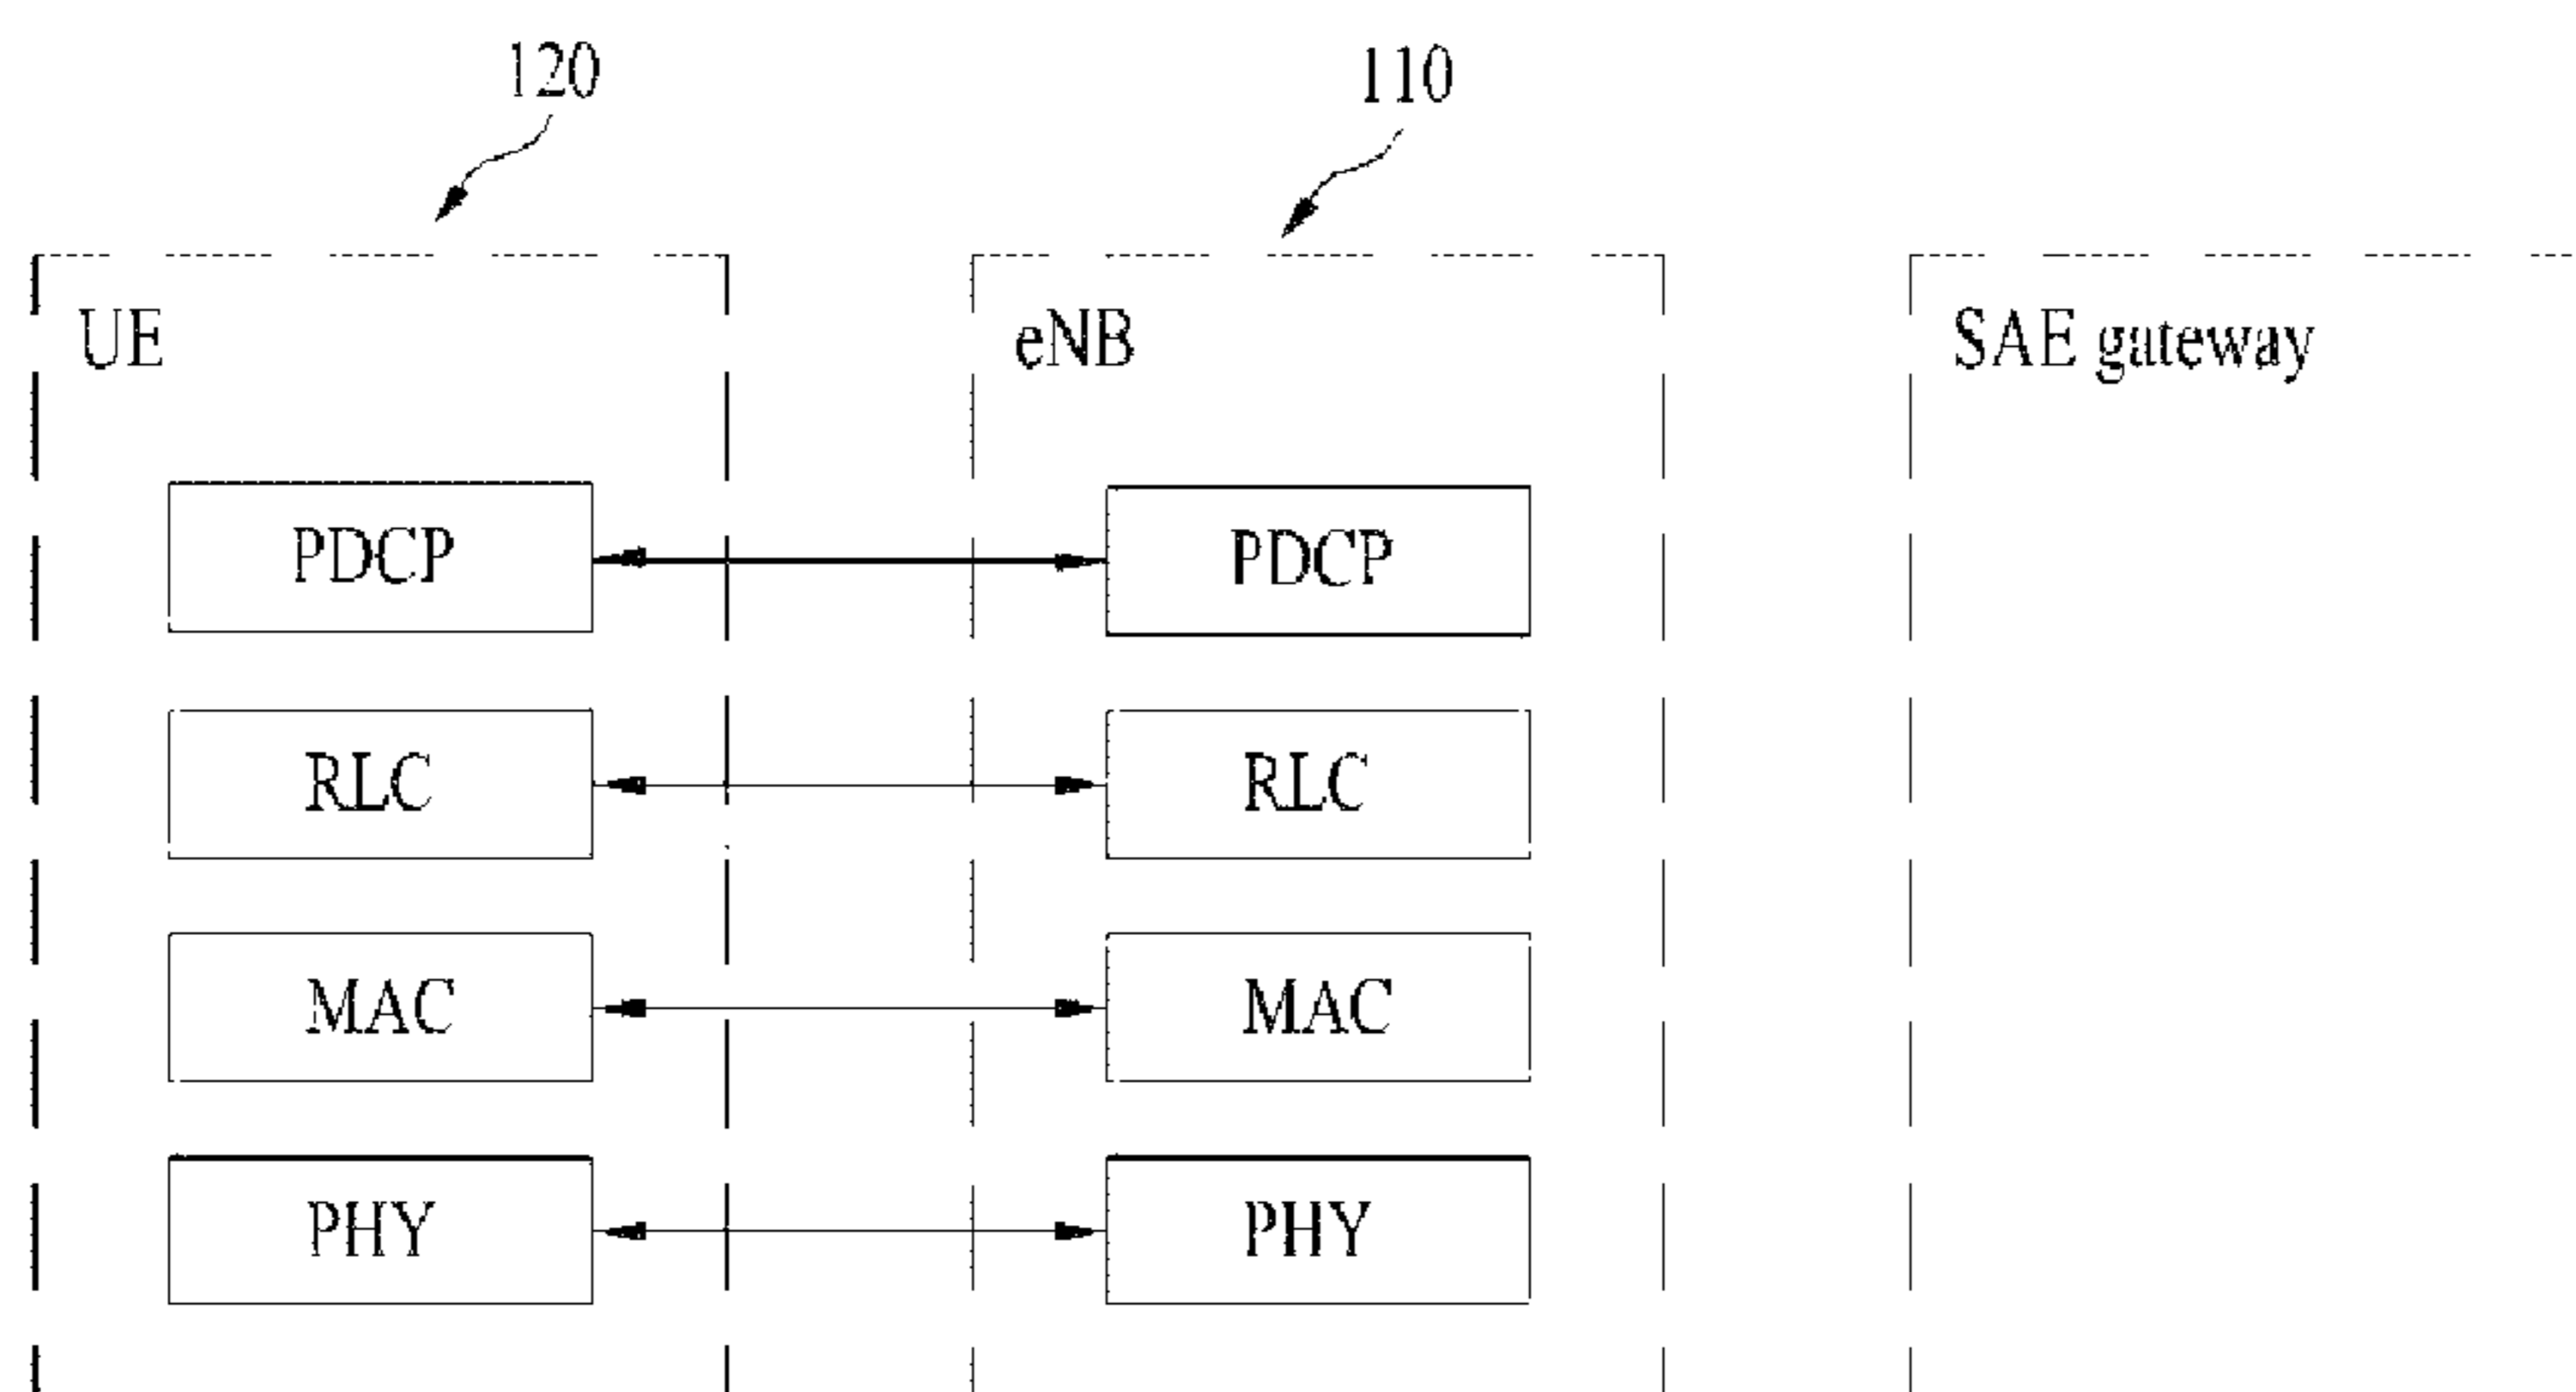 120 110
UE eNB SAE gateway
PDCP PDCP
RLC RLC
MAC MAC
PHY PHY